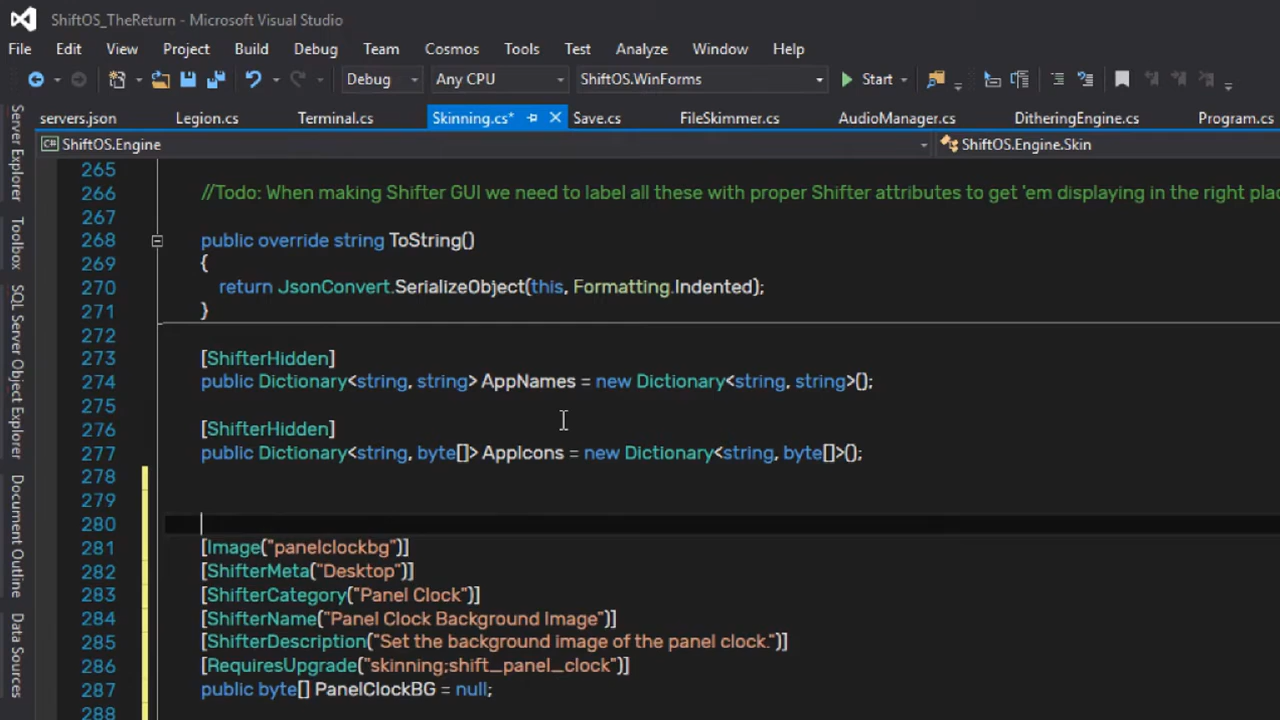 ShiftOS_TheReturn - Microsoft Visual Studio
File Edit View Project Build Debug Team Cosmos Tools Test Analyze Window Help
Debug Any CPU ShiftOS.WinForms Start
servers.json Legion.cs Terminal.cs Skinning.cs* Save.cs FileSkimmer.cs AudioManager.cs DitheringEngine.cs Program.cs
ShiftOS.Engine ShiftOS.Engine.Skin
Server Explorer
Toolbox
SQL Server Object Explorer
Document Outline
Data Sources
265
266 //Todo: When making Shifter GUI we need to label all these with proper Shifter attributes to get 'em displaying in the right plac
267
268 public override string ToString()
269 {
270 return JsonConvert.SerializeObject(this, Formatting.Indented);
271 }
272
273 [ShifterHidden]
274 public Dictionary<string, string> AppNames = new Dictionary<string, string>();
275
276 [ShifterHidden]
277 public Dictionary<string, byte[]> AppIcons = new Dictionary<string, byte[]>();
278
279
280
281 [Image("panelclockbg")]
282 [ShifterMeta("Desktop")]
283 [ShifterCategory("Panel Clock")]
284 [ShifterName("Panel Clock Background Image")]
285 [ShifterDescription("Set the background image of the panel clock.")]
286 [RequiresUpgrade("skinning;shift_panel_clock")]
287 public byte[] PanelClockBG = null;
288